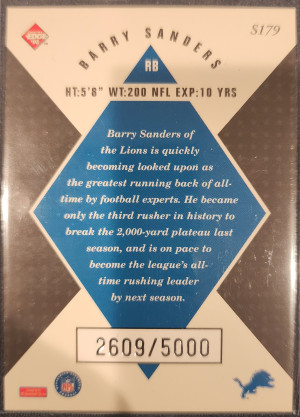 BARRY SANDERS
S179
RB
HT:5'8" WT:200 NFL EXP:10 YRS
Barry Sanders of
the Lions is quickly
becoming looked upon as
the greatest running back of all-
time by football experts. He became
only the third rusher in history to
break the 2,000-yard plateau last
season, and is on pace to
become the league's all-
time rushing leader
by next season.
2609/5000